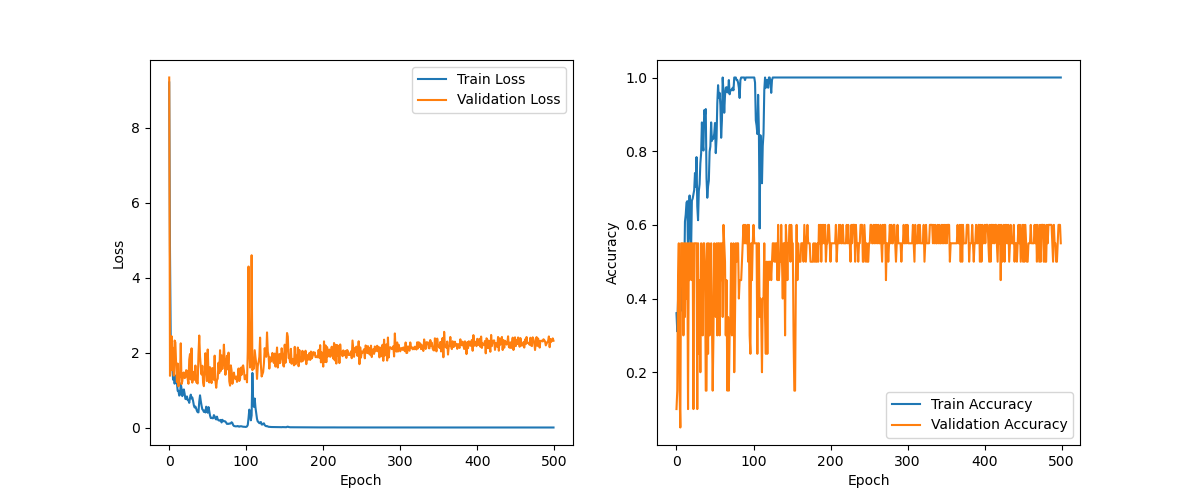 Train Loss
Validation Loss
8
6
4
2
0
Loss
0 100 200 300 400 500
Epoch
1.0
0.8
0.6
0.4
0.2
Accuracy
Train Accuracy
Validation Accuracy
0 100 200 300 400 500
Epoch